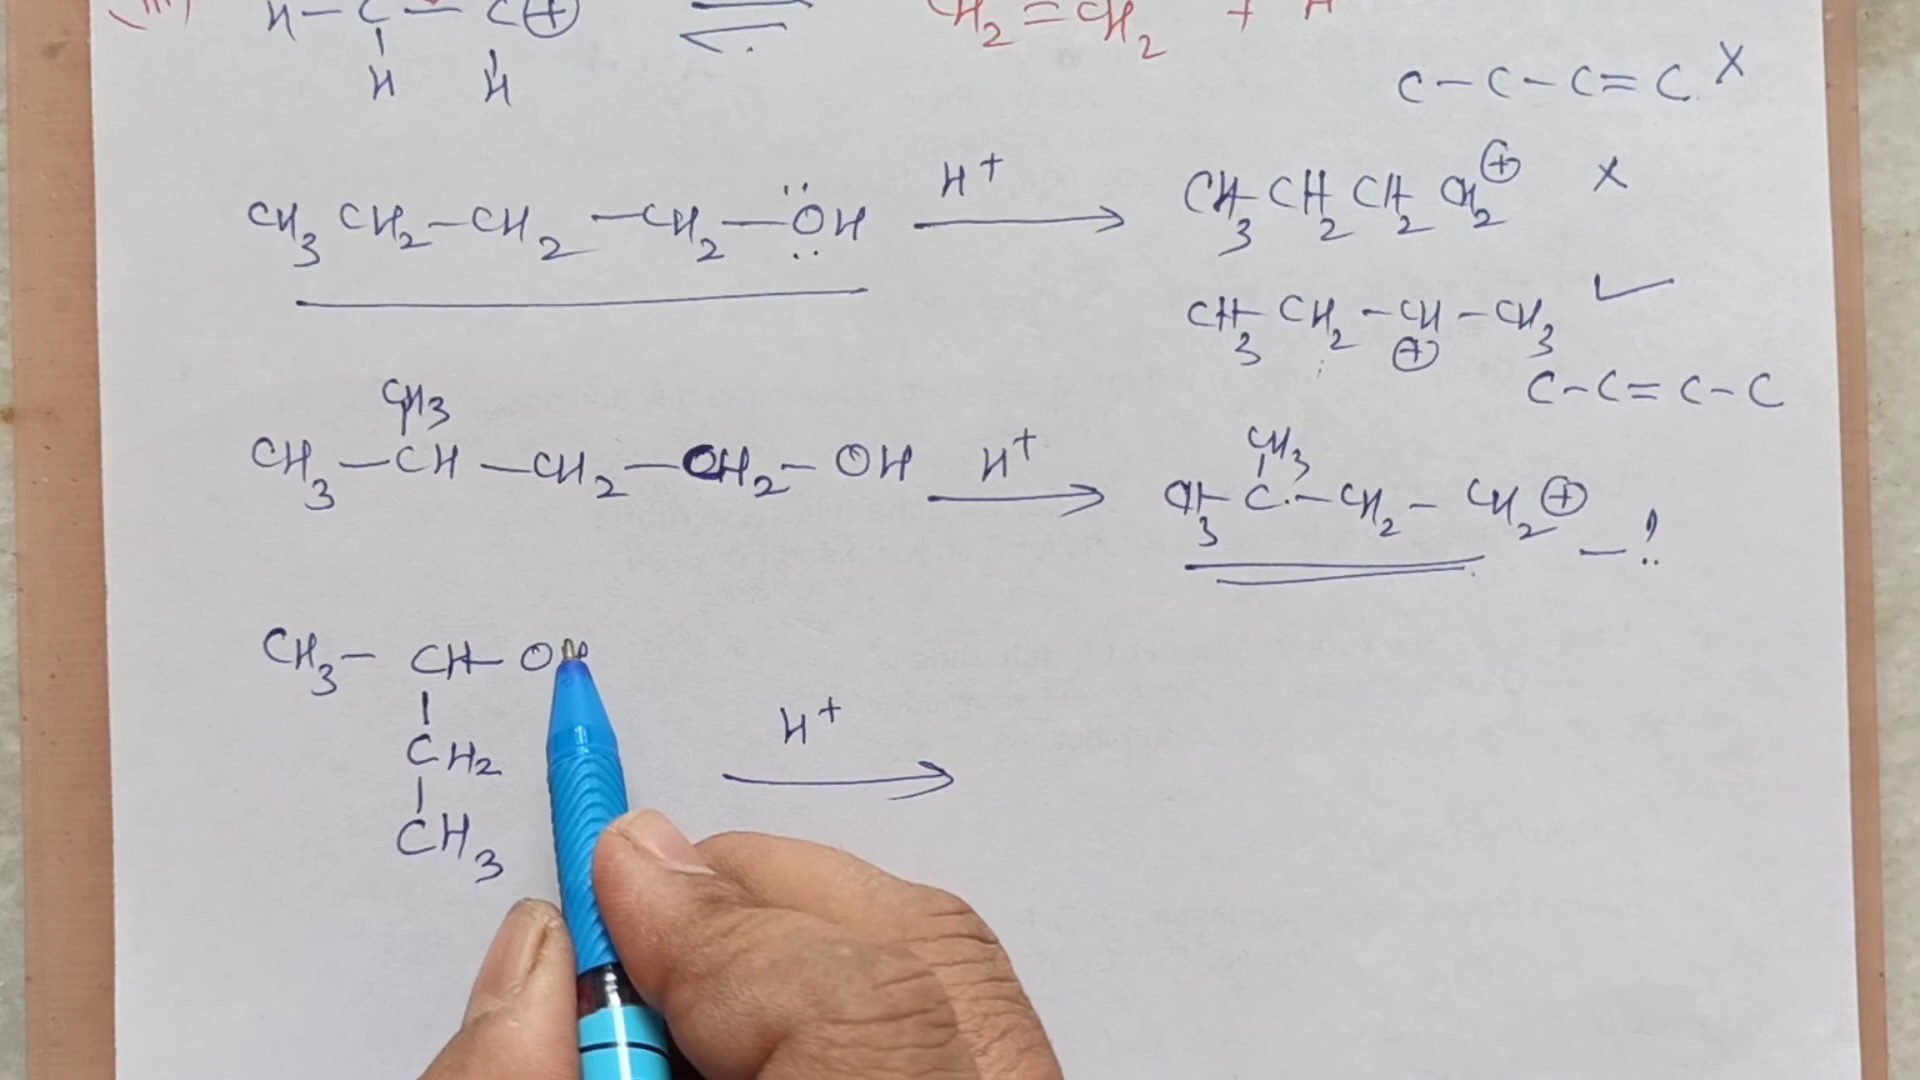 H–C–C⊕ ⇌ CH₂=CH₂ + H
H H
C–C–C=C X
CH₃CH₂–CH₂–CH₂–ÖH H⁺ → CH₃CH₂CH₂CH₂⊕ X
CH₃CH₂–CH–CH₃ ✓
⊕
C–C=C–C
CH₃ CH₃
CH₃–CH–CH₂–CH₂–OH H⁺ → CH₃–C–CH₂–CH₂⊕ –!
CH₃–CH–OH
CH₂ H⁺ →
CH₃